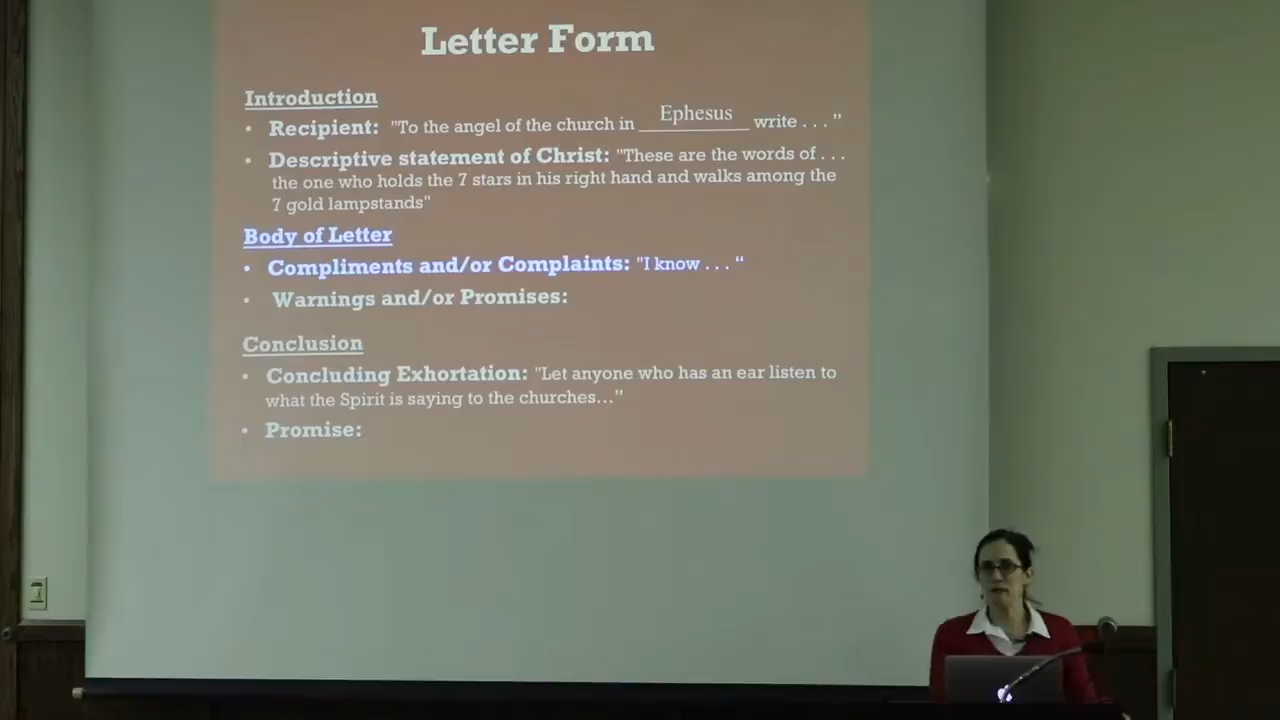 Letter Form
Introduction
• Recipient: "To the angel of the church in Ephesus write . . . ”
• Descriptive statement of Christ: "These are the words of . . .
the one who holds the 7 stars in his right hand and walks among the
7 gold lampstands"
Body of Letter
• Compliments and/or Complaints: "I know . . . “
• Warnings and/or Promises:
Conclusion
• Concluding Exhortation: "Let anyone who has an ear listen to
what the Spirit is saying to the churches…”
• Promise: